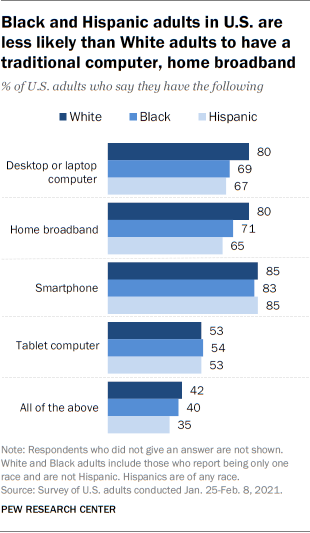 Black and Hispanic adults in U.S. are
less likely than White adults to have a
traditional computer, home broadband
% of U.S. adults who say they have the following
White Black Hispanic
Desktop or laptop
computer
80
69
67
Home broadband
80
71
65
Smartphone
85
83
85
Tablet computer
53
54
53
All of the above
42
40
35
Note: Respondents who did not give an answer are not shown.
White and Black adults include those who report being only one
race and are not Hispanic. Hispanics are of any race.
Source: Survey of U.S. adults conducted Jan. 25-Feb. 8, 2021.
PEW RESEARCH CENTER